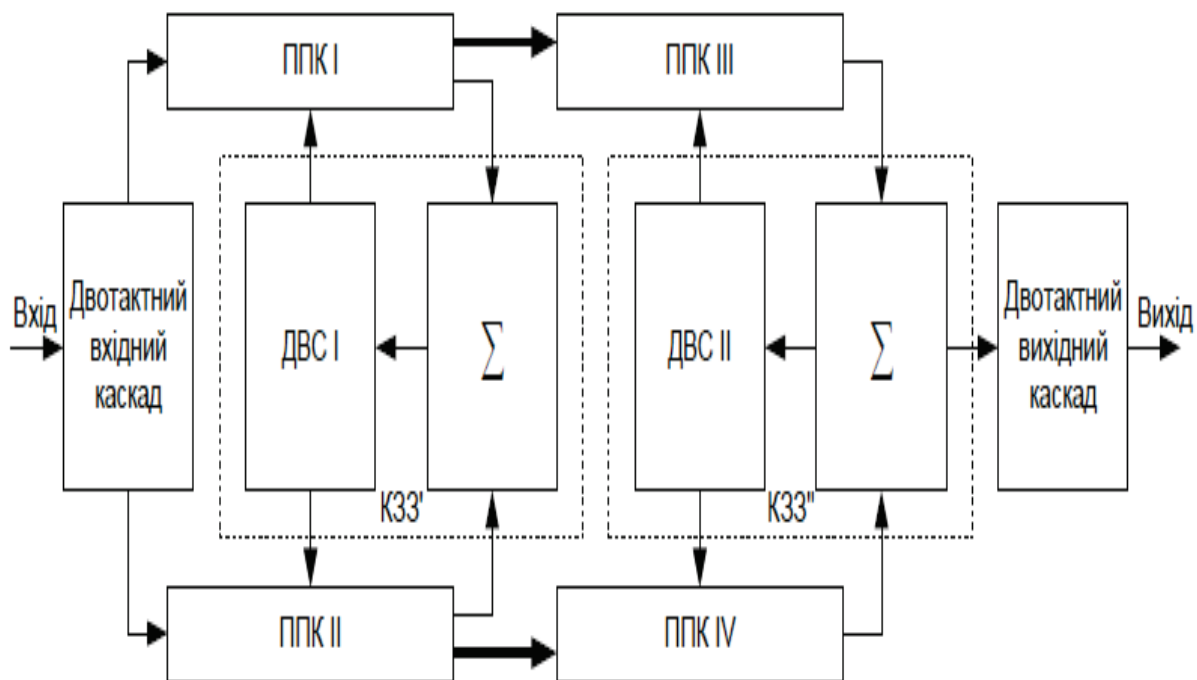 ППК I
ППК III
Вхід
Двотактний
вхідний
каскад
ДВС I
∑
КЗЗ'
ДВС II
∑
КЗЗ"
Двотактний
вихідний
каскад
Вихід
ППК II
ППК IV